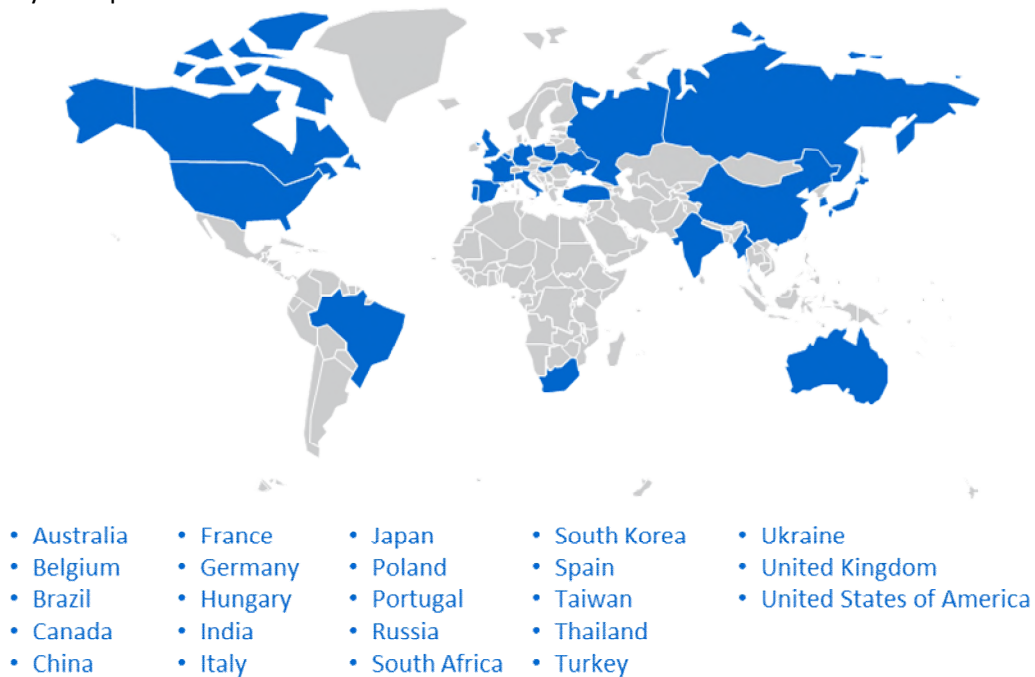 • Australia
• Belgium
• Brazil
• Canada
• China
• France
• Germany
• Hungary
• India
• Italy
• Japan
• Poland
• Portugal
• Russia
• South Africa
• South Korea
• Spain
• Taiwan
• Thailand
• Turkey
• Ukraine
• United Kingdom
• United States of America